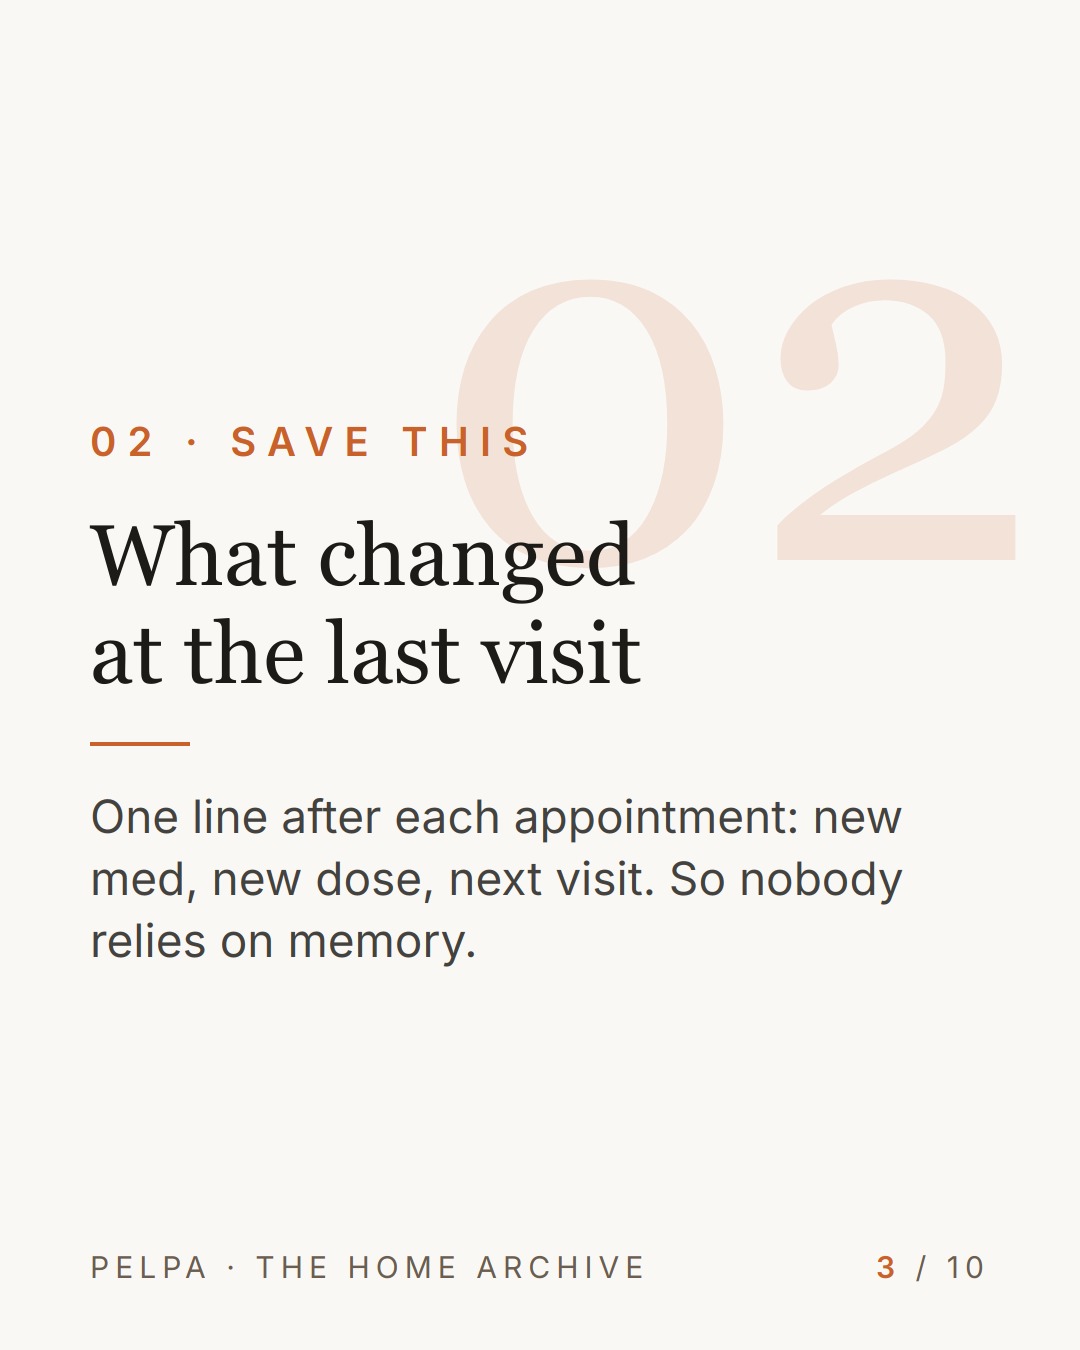 02
02 · SAVE THIS
What changed
at the last visit
One line after each appointment: new
med, new dose, next visit. So nobody
relies on memory.
PELPA · THE HOME ARCHIVE
3 / 10